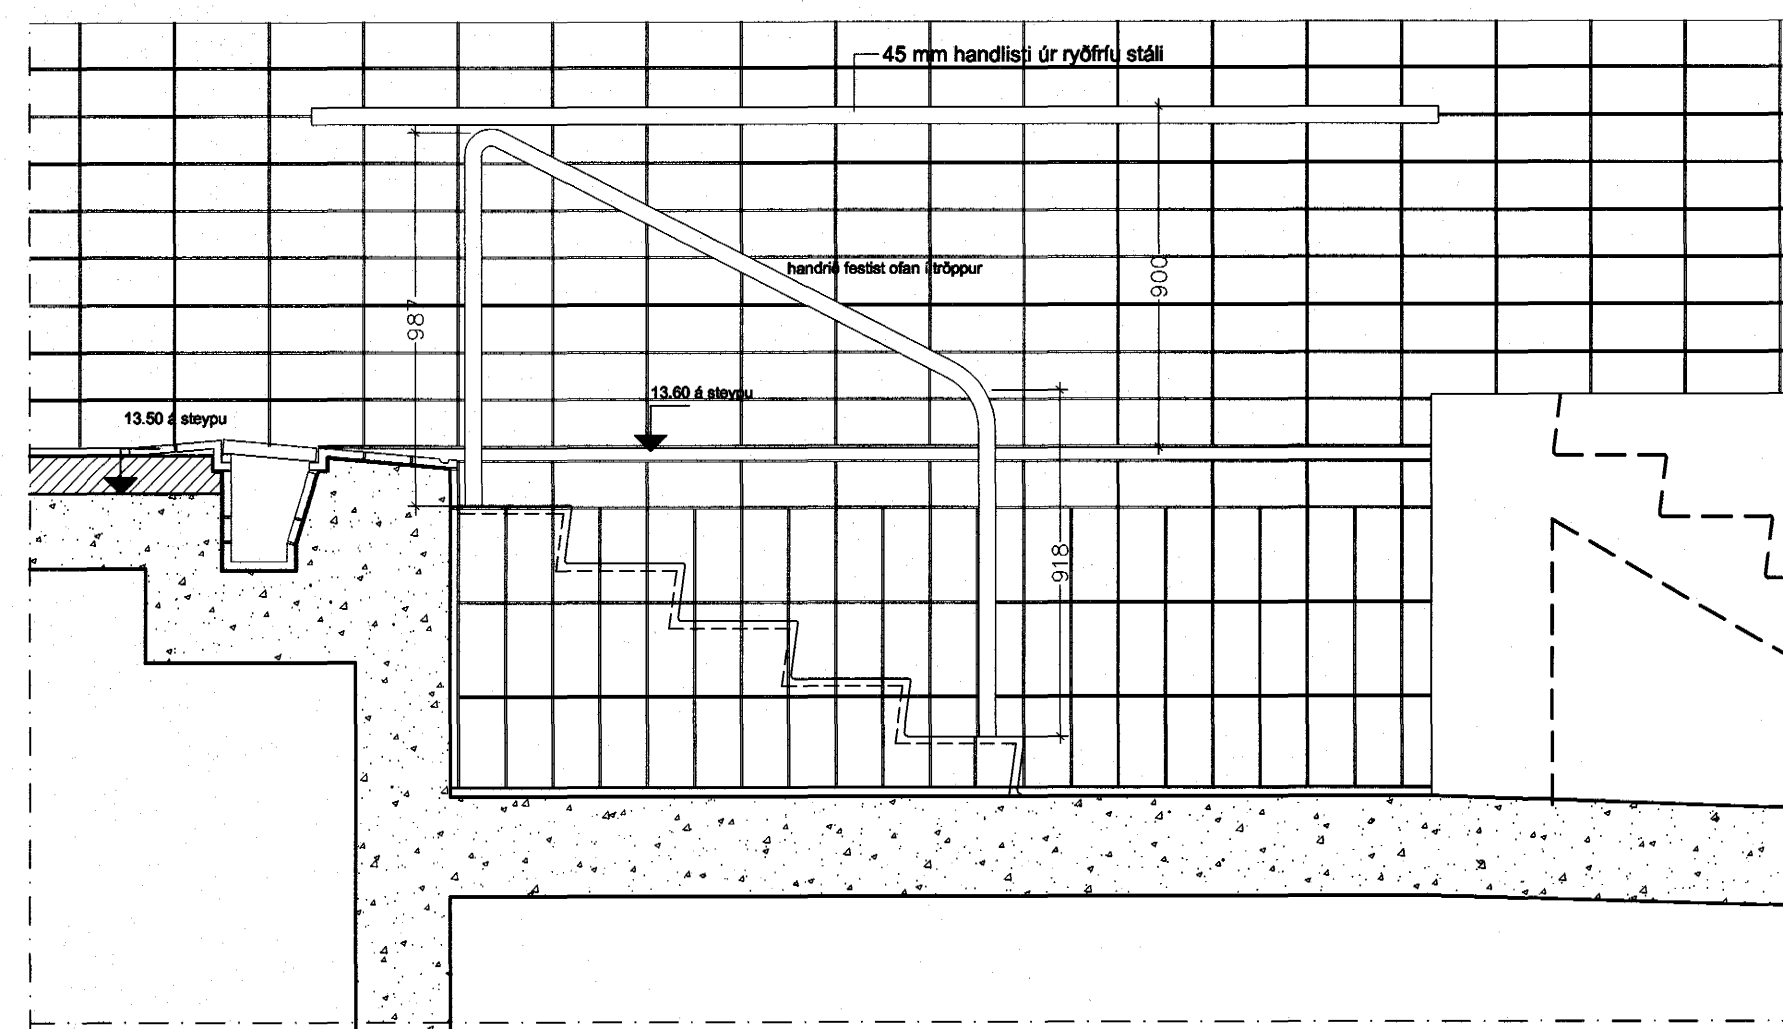 45 mm handlisti úr ryðfríu stáli
handrið festist ofan í tröppur
900
987
13.60 á steypu
13.50 á steypu
918